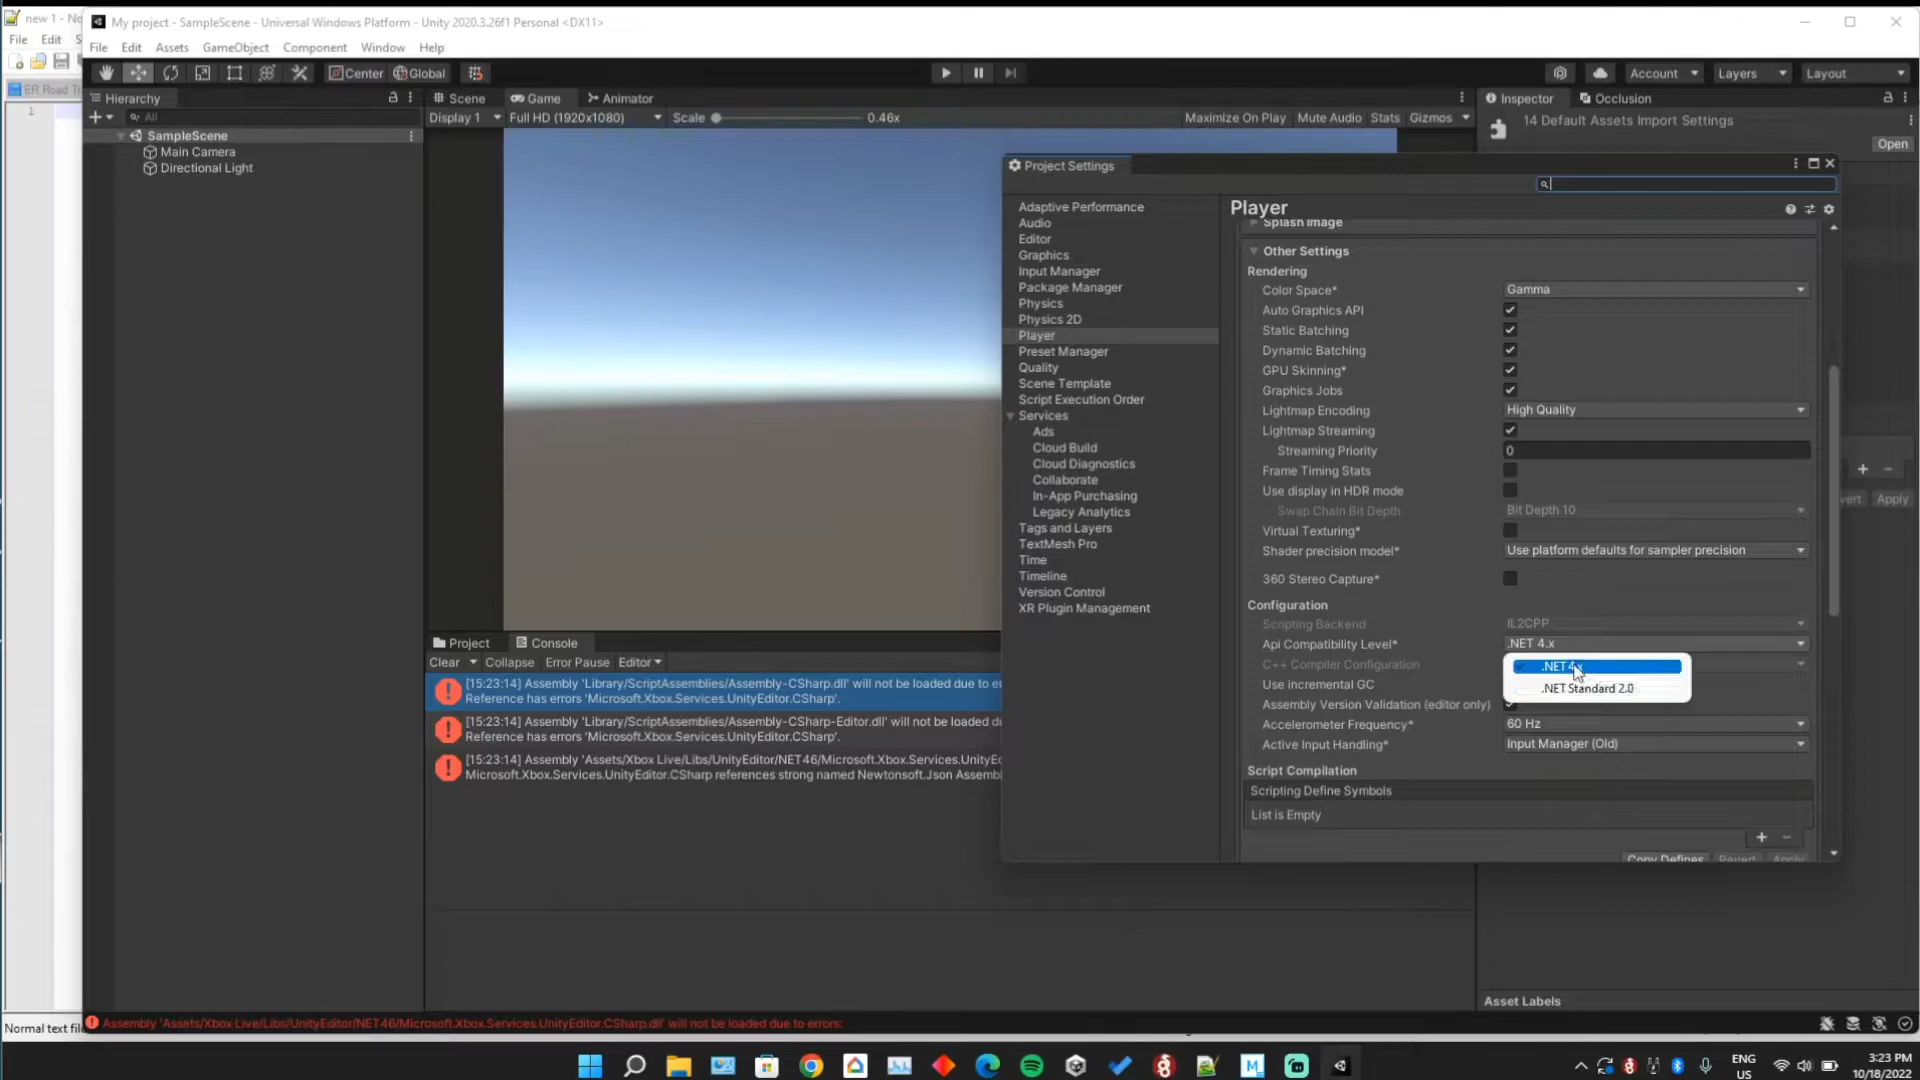 new 1 - No
File Edit S
ER Road Tr
1
Normal text file
My project - SampleScene - Universal Windows Platform - Unity 2020.3.26f1 Personal <DX11>
File Edit Assets GameObject Component Window Help
Center Global
Account Layers Layout
Hierarchy
All
SampleScene
Main Camera
Directional Light
Scene Game Animator
Display 1 Full HD (1920x1080) Scale 0.46x Maximize On Play Mute Audio Stats Gizmos
Inspector Occlusion
14 Default Assets Import Settings
Open
Project Settings
Adaptive Performance
Audio
Editor
Graphics
Input Manager
Package Manager
Physics
Physics 2D
Player
Preset Manager
Quality
Scene Template
Script Execution Order
Services
Ads
Cloud Build
Cloud Diagnostics
Collaborate
In-App Purchasing
Legacy Analytics
Tags and Layers
TextMesh Pro
Time
Timeline
Version Control
XR Plugin Management
Player
Splash Image
Other Settings
Rendering
Color Space* Gamma
Auto Graphics API
Static Batching
Dynamic Batching
GPU Skinning*
Graphics Jobs
Lightmap Encoding High Quality
Lightmap Streaming
Streaming Priority 0
Frame Timing Stats
Use display in HDR mode
Swap Chain Bit Depth Bit Depth 10
Virtual Texturing*
Shader precision model* Use platform defaults for sampler precision
360 Stereo Capture*
Configuration
Scripting Backend IL2CPP
Api Compatibility Level* .NET 4.x
.NET 4.x
.NET Standard 2.0
C++ Compiler Configuration
Use incremental GC
Assembly Version Validation (editor only)
Accelerometer Frequency* 60 Hz
Active Input Handling* Input Manager (Old)
Script Compilation
Scripting Define Symbols
List is Empty
Copy Defines Revert Apply
vert Apply
Project Console
Clear Collapse Error Pause Editor
[15:23:14] Assembly 'Library/ScriptAssemblies/Assembly-CSharp.dll' will not be loaded due to er
Reference has errors 'Microsoft.Xbox.Services.UnityEditor.CSharp'.
[15:23:14] Assembly 'Library/ScriptAssemblies/Assembly-CSharp-Editor.dll' will not be loaded du
Reference has errors 'Microsoft.Xbox.Services.UnityEditor.CSharp'.
[15:23:14] Assembly 'Assets/Xbox Live/Libs/UnityEditor/NET46/Microsoft.Xbox.Services.UnityEd
Microsoft.Xbox.Services.UnityEditor.CSharp references strong named Newtonsoft.Json Assemb
Asset Labels
Assembly 'Assets/Xbox Live/Libs/UnityEditor/NET46/Microsoft.Xbox.Services.UnityEditor.CSharp.dll' will not be loaded due to errors:
ENG
US
3:23 PM
10/18/2022